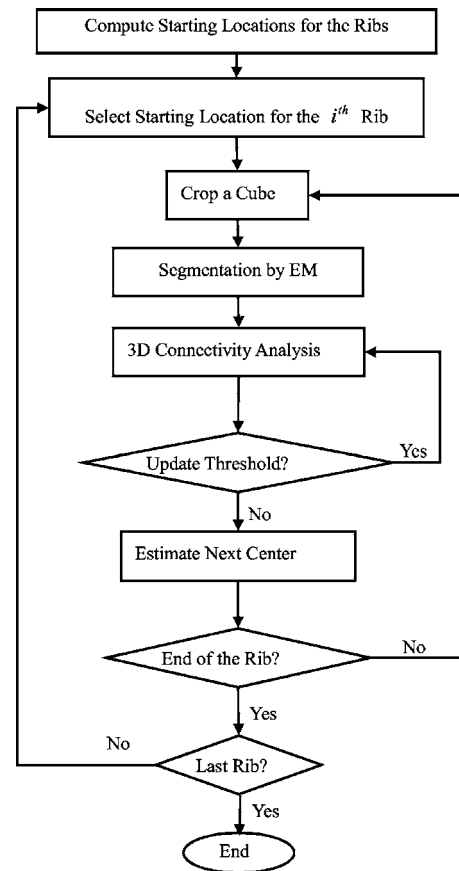 Compute Starting Locations for the Ribs
Select Starting Location for the i^th Rib
Crop a Cube
Segmentation by EM
3D Connectivity Analysis
Update Threshold?
Yes
No
Estimate Next Center
End of the Rib?
No
Yes
No
Last Rib?
Yes
End